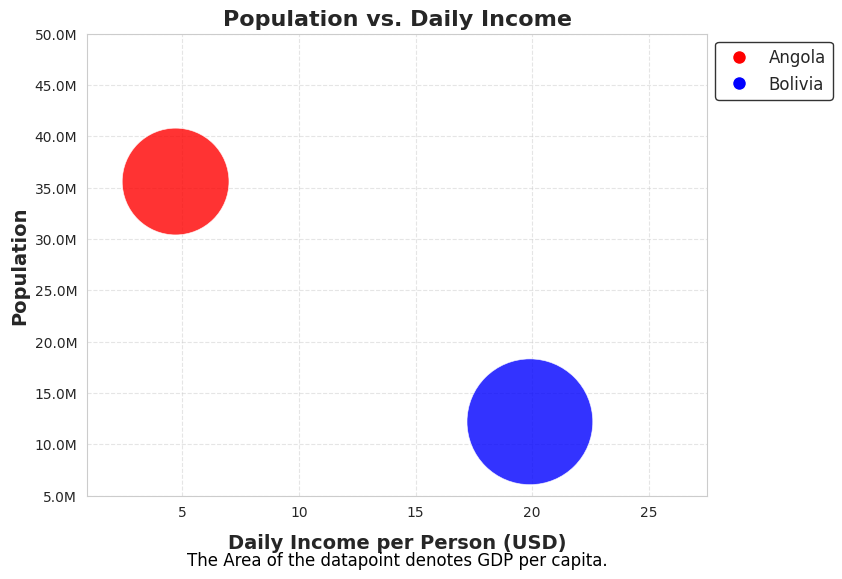 Population vs. Daily Income
50.0M
45.0M
40.0M
35.0M
30.0M
25.0M
20.0M
15.0M
10.0M
5.0M
Population
5
10
15
20
25
Daily Income per Person (USD)
The Area of the datapoint denotes GDP per capita.
Angola
Bolivia